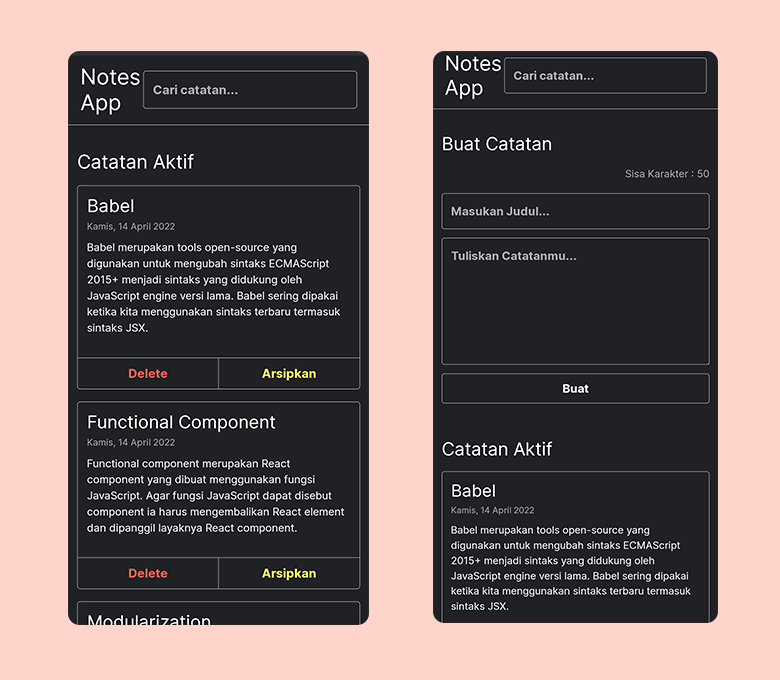 Notes
App
Cari catatan...
Catatan Aktif
Babel
Kamis, 14 April 2022
Babel merupakan tools open-source yang
digunakan untuk mengubah sintaks ECMAScript
2015+ menjadi sintaks yang didukung oleh
JavaScript engine versi lama. Babel sering dipakai
ketika kita menggunakan sintaks terbaru termasuk
sintaks JSX.
Delete
Arsipkan
Functional Component
Kamis, 14 April 2022
Functional component merupakan React
component yang dibuat menggunakan fungsi
JavaScript. Agar fungsi JavaScript dapat disebut
component ia harus mengembalikan React element
dan dipanggil layaknya React component.
Delete
Arsipkan
Modularization
Notes
App
Cari catatan...
Buat Catatan
Sisa Karakter : 50
Masukan Judul...
Tuliskan Catatanmu...
Buat
Catatan Aktif
Babel
Kamis, 14 April 2022
Babel merupakan tools open-source yang
digunakan untuk mengubah sintaks ECMAScript
2015+ menjadi sintaks yang didukung oleh
JavaScript engine versi lama. Babel sering dipakai
ketika kita menggunakan sintaks terbaru termasuk
sintaks JSX.